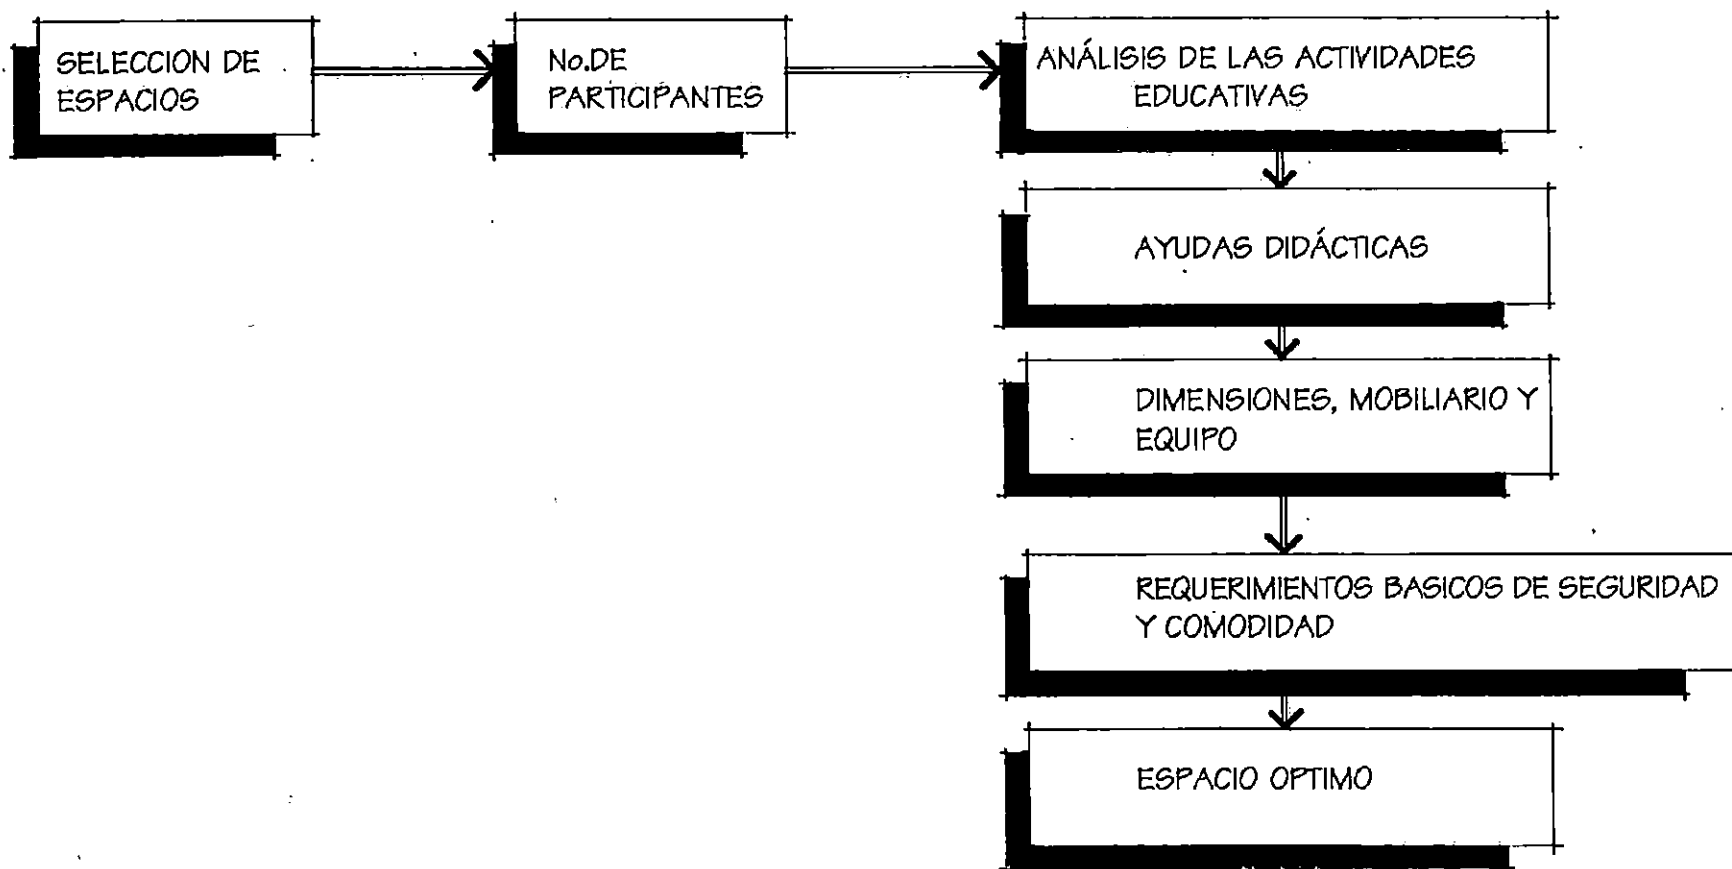 SELECCION DE
ESPACIOS
No.DE
PARTICIPANTES
ANÁLISIS DE LAS ACTIVIDADES
EDUCATIVAS
AYUDAS DIDÁCTICAS
DIMENSIONES, MOBILIARIO Y
EQUIPO
REQUERIMIENTOS BASICOS DE SEGURIDAD
Y COMODIDAD
ESPACIO OPTIMO